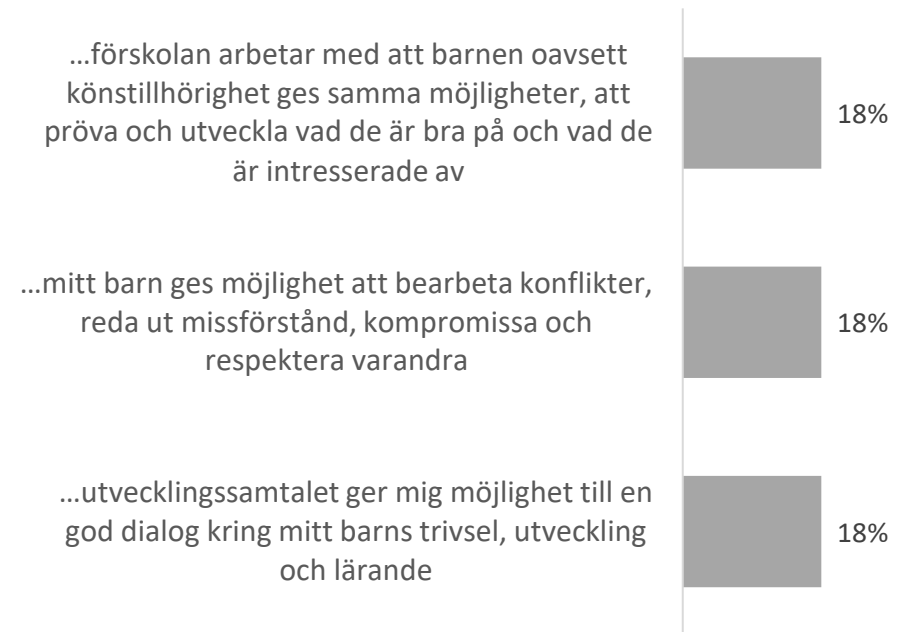 ...förskolan arbetar med att barnen oavsett
könstillhörighet ges samma möjligheter, att
pröva och utveckla vad de är bra på och vad de
är intresserade av
18%
...mitt barn ges möjlighet att bearbeta konflikter,
reda ut missförstånd, kompromissa och
respektera varandra
18%
...utvecklingssamtalet ger mig möjlighet till en
god dialog kring mitt barns trivsel, utveckling
och lärande
18%